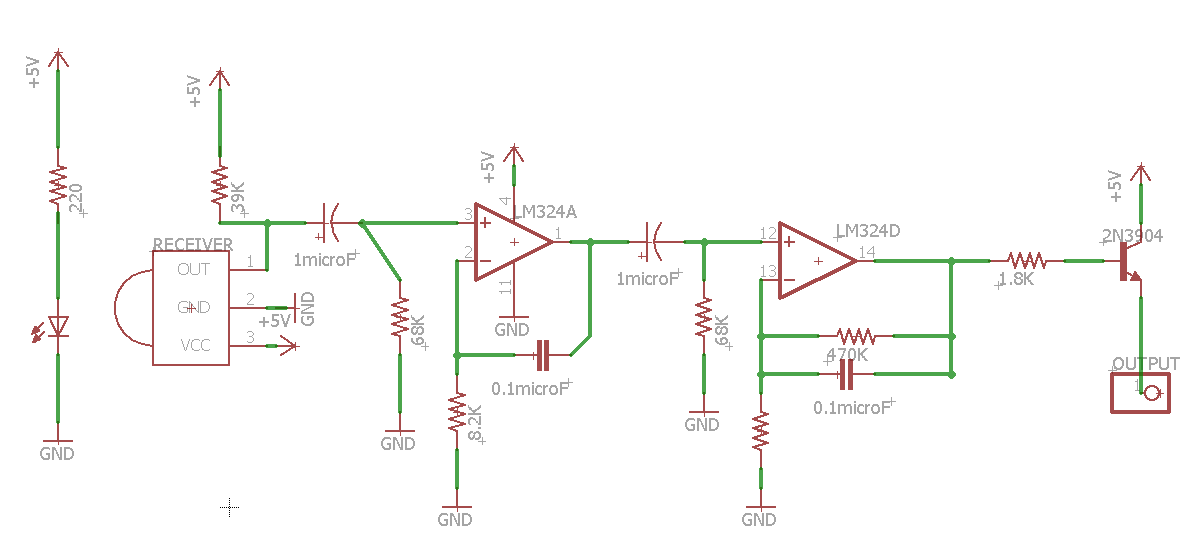 +5V
220
GND
+5V
39K
RECEIVER
OUT
1
GND
2
GND
+5V
VCC
3
1microF
68K
GND
+5V
LM324A
3
4
1
2
11
GND
0.1microF
8.2K
GND
1microF
68K
GND
LM324D
12
14
13
470K
0.1microF
GND
1.8K
+5V
2N3904
OUTPUT
1